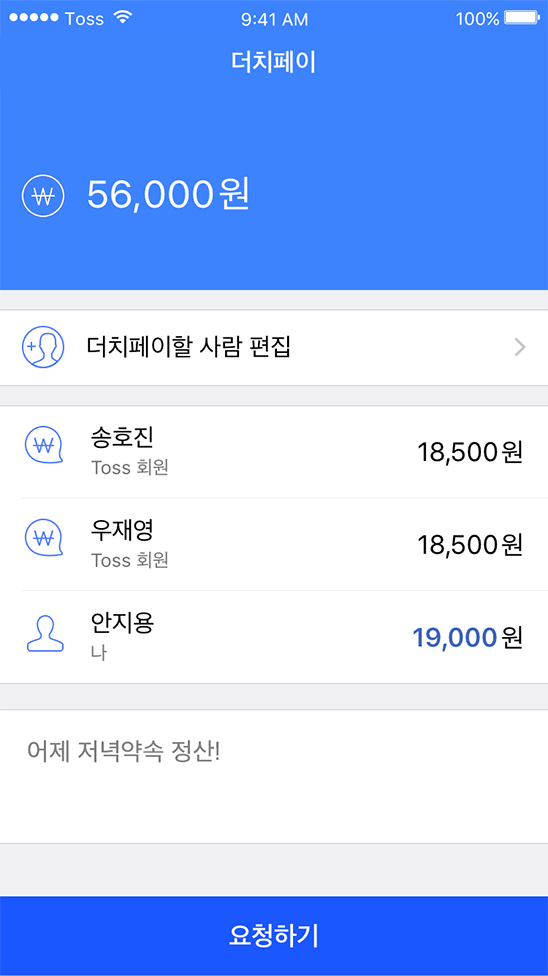 Toss 9:41 AM 100%
더치페이
₩ 56,000원
더치페이할 사람 편집
₩ 송호진 18,500원
Toss 회원
₩ 우재영 18,500원
Toss 회원
안지용 19,000원
나
어제 저녁약속 정산!
요청하기